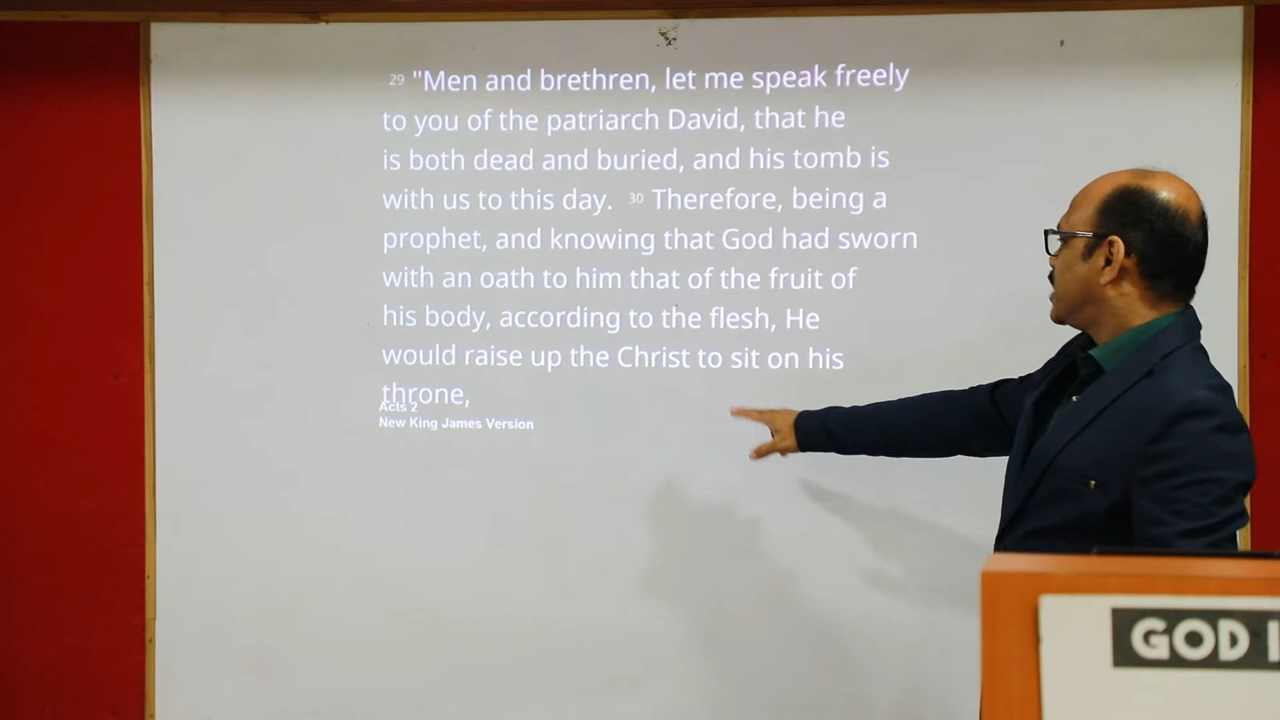 29 "Men and brethren, let me speak freely
to you of the patriarch David, that he
is both dead and buried, and his tomb is
with us to this day. 30 Therefore, being a
prophet, and knowing that God had sworn
with an oath to him that of the fruit of
his body, according to the flesh, He
would raise up the Christ to sit on his
throne,
Acts 2
New King James Version
GOD I